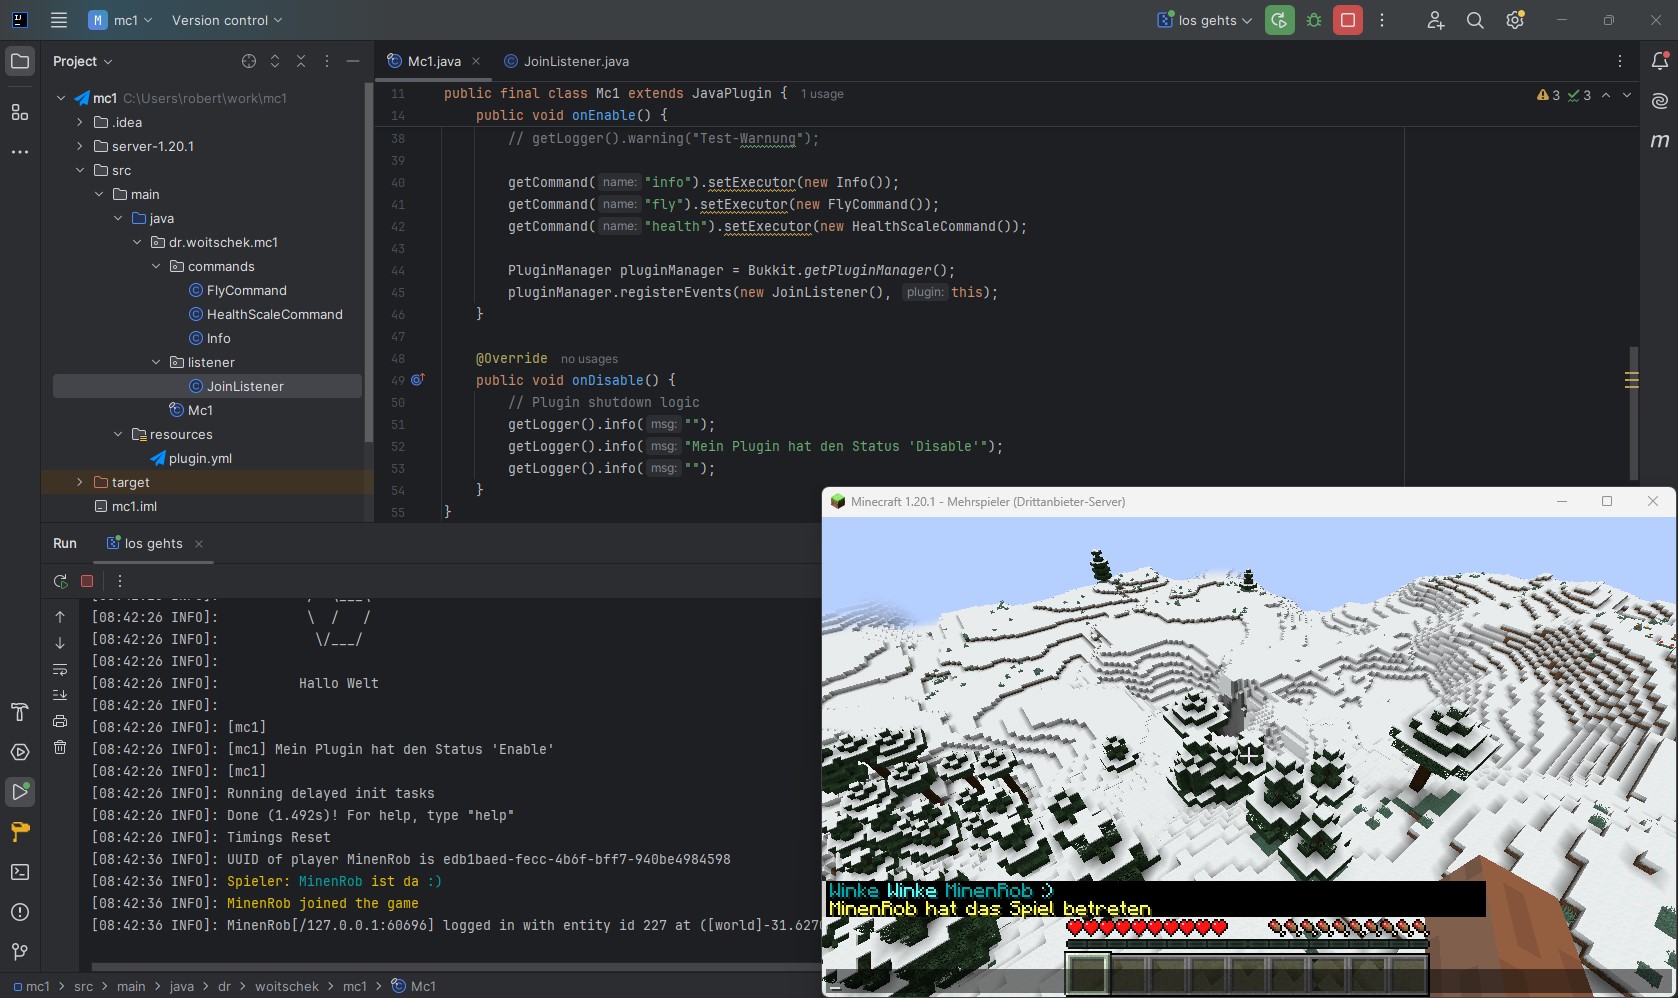 M mc1 Version control los gehts
Project
Mc1.java
JoinListener.java
mc1 C:\Users\robert\work\mc1
.idea
server-1.20.1
src
main
java
dr.woitschek.mc1
commands
FlyCommand
HealthScaleCommand
Info
listener
JoinListener
Mc1
resources
plugin.yml
target
mc1.iml
11 public final class Mc1 extends JavaPlugin { 1 usage
14 public void onEnable() {
3 3
38 // getLogger().warning("Test-Warnung");
39
40 getCommand( name: "info").setExecutor(new Info());
41 getCommand( name: "fly").setExecutor(new FlyCommand());
42 getCommand( name: "health").setExecutor(new HealthScaleCommand());
43
44 PluginManager pluginManager = Bukkit.getPluginManager();
45 pluginManager.registerEvents(new JoinListener(), plugin: this);
46 }
47
48 @Override no usages
49 public void onDisable() {
50 // Plugin shutdown logic
51 getLogger().info( msg: "");
52 getLogger().info( msg: "Mein Plugin hat den Status 'Disable'");
53 getLogger().info( msg: "");
54 }
55 }
m
Run los gehts
[08:42:26 INFO]: \ / /
[08:42:26 INFO]: \/___/
[08:42:26 INFO]:
[08:42:26 INFO]: Hallo Welt
[08:42:26 INFO]:
[08:42:26 INFO]: [mc1]
[08:42:26 INFO]: [mc1] Mein Plugin hat den Status 'Enable'
[08:42:26 INFO]: [mc1]
[08:42:26 INFO]: Running delayed init tasks
[08:42:26 INFO]: Done (1.492s)! For help, type "help"
[08:42:26 INFO]: Timings Reset
[08:42:36 INFO]: UUID of player MinenRob is edb1baed-fecc-4b6f-bff7-940be4984598
[08:42:36 INFO]: Spieler: MinenRob ist da :)
[08:42:36 INFO]: MinenRob joined the game
[08:42:36 INFO]: MinenRob[/127.0.0.1:60696] logged in with entity id 227 at ([world]-31.627
Minecraft 1.20.1 - Mehrspieler (Drittanbieter-Server)
Winke Winke MinenRob :)
MinenRob hat das Spiel betreten
mc1 > src > main > java > dr > woitschek > mc1 > Mc1